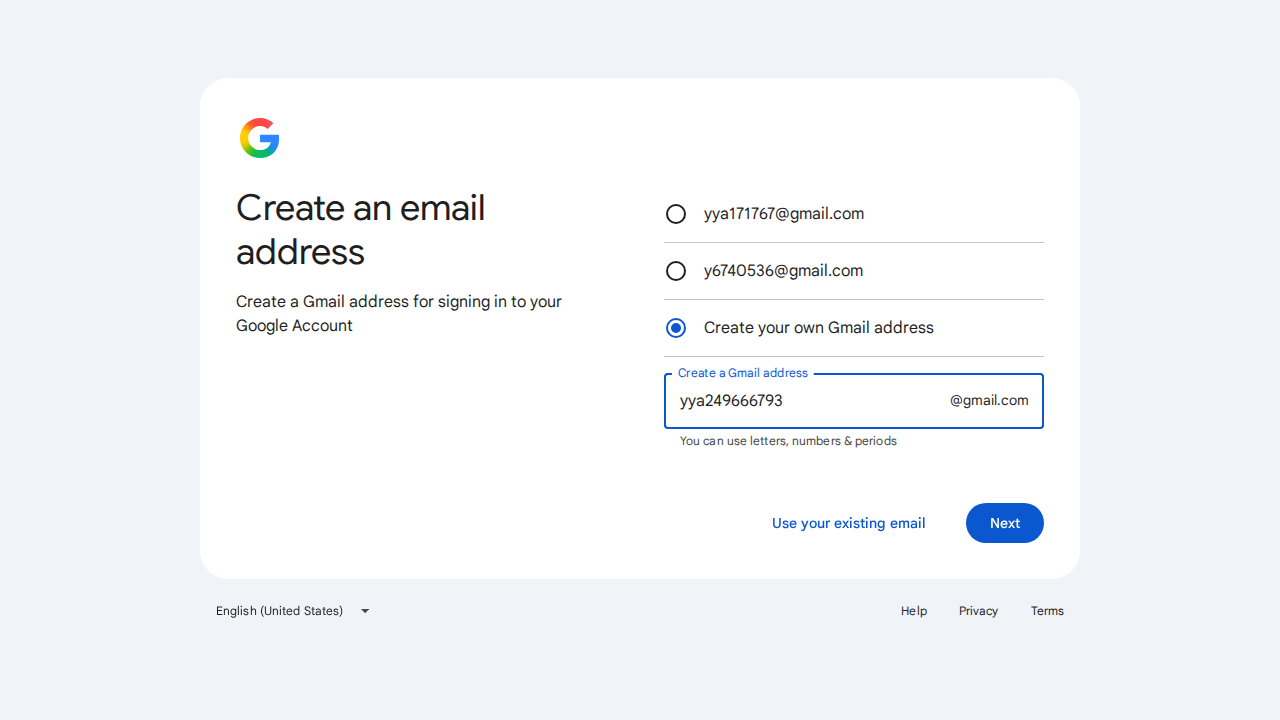 Create an email
address
Create a Gmail address for signing in to your
Google Account
yya171767@gmail.com
y6740536@gmail.com
Create your own Gmail address
Create a Gmail address
yya249666793 @gmail.com
You can use letters, numbers & periods
Use your existing email Next
English (United States) Help Privacy Terms